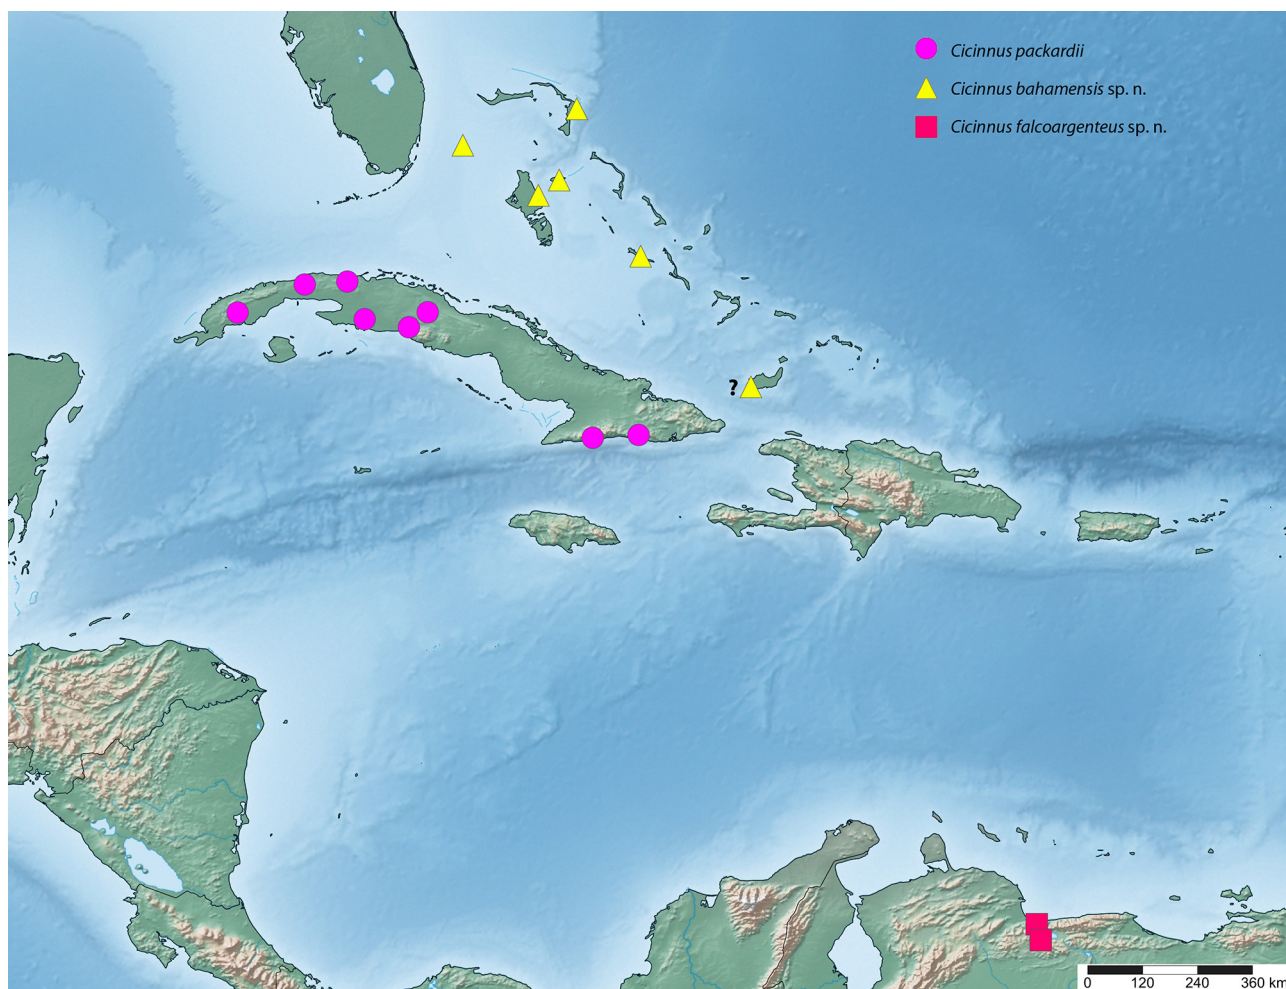 Cicinnus packardii
Cicinnus bahamensis sp. n.
Cicinnus falcoargenteus sp. n.
?
0 120 240 360 km